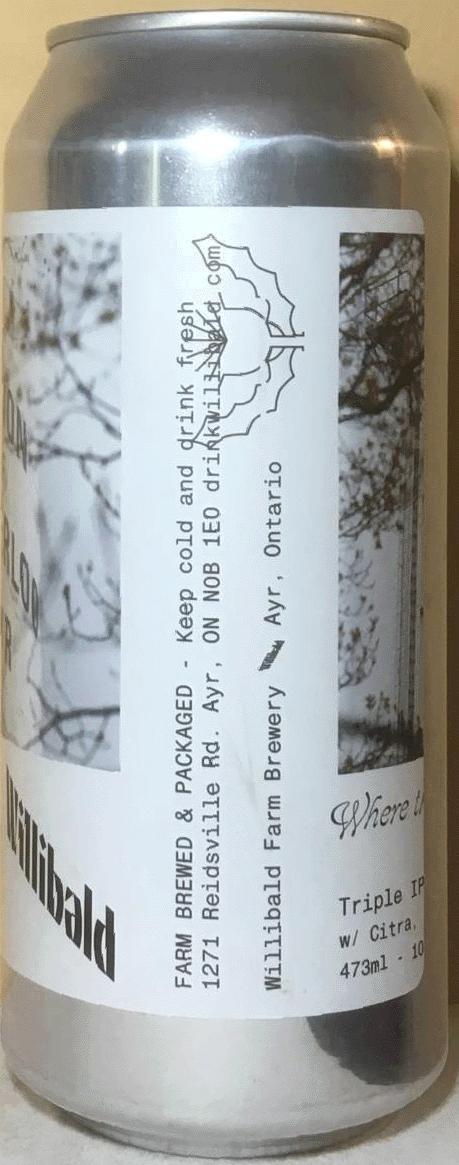 FARM BREWED & PACKAGED - Keep cold and drink fresh
1271 Reidsville Rd. Ayr, ON N0B 1E0 drinkwillibald.com
Willibald Farm Brewery Ayr, Ontario
Willibald
Where
Triple IP
w/ Citra,
473ml - 10